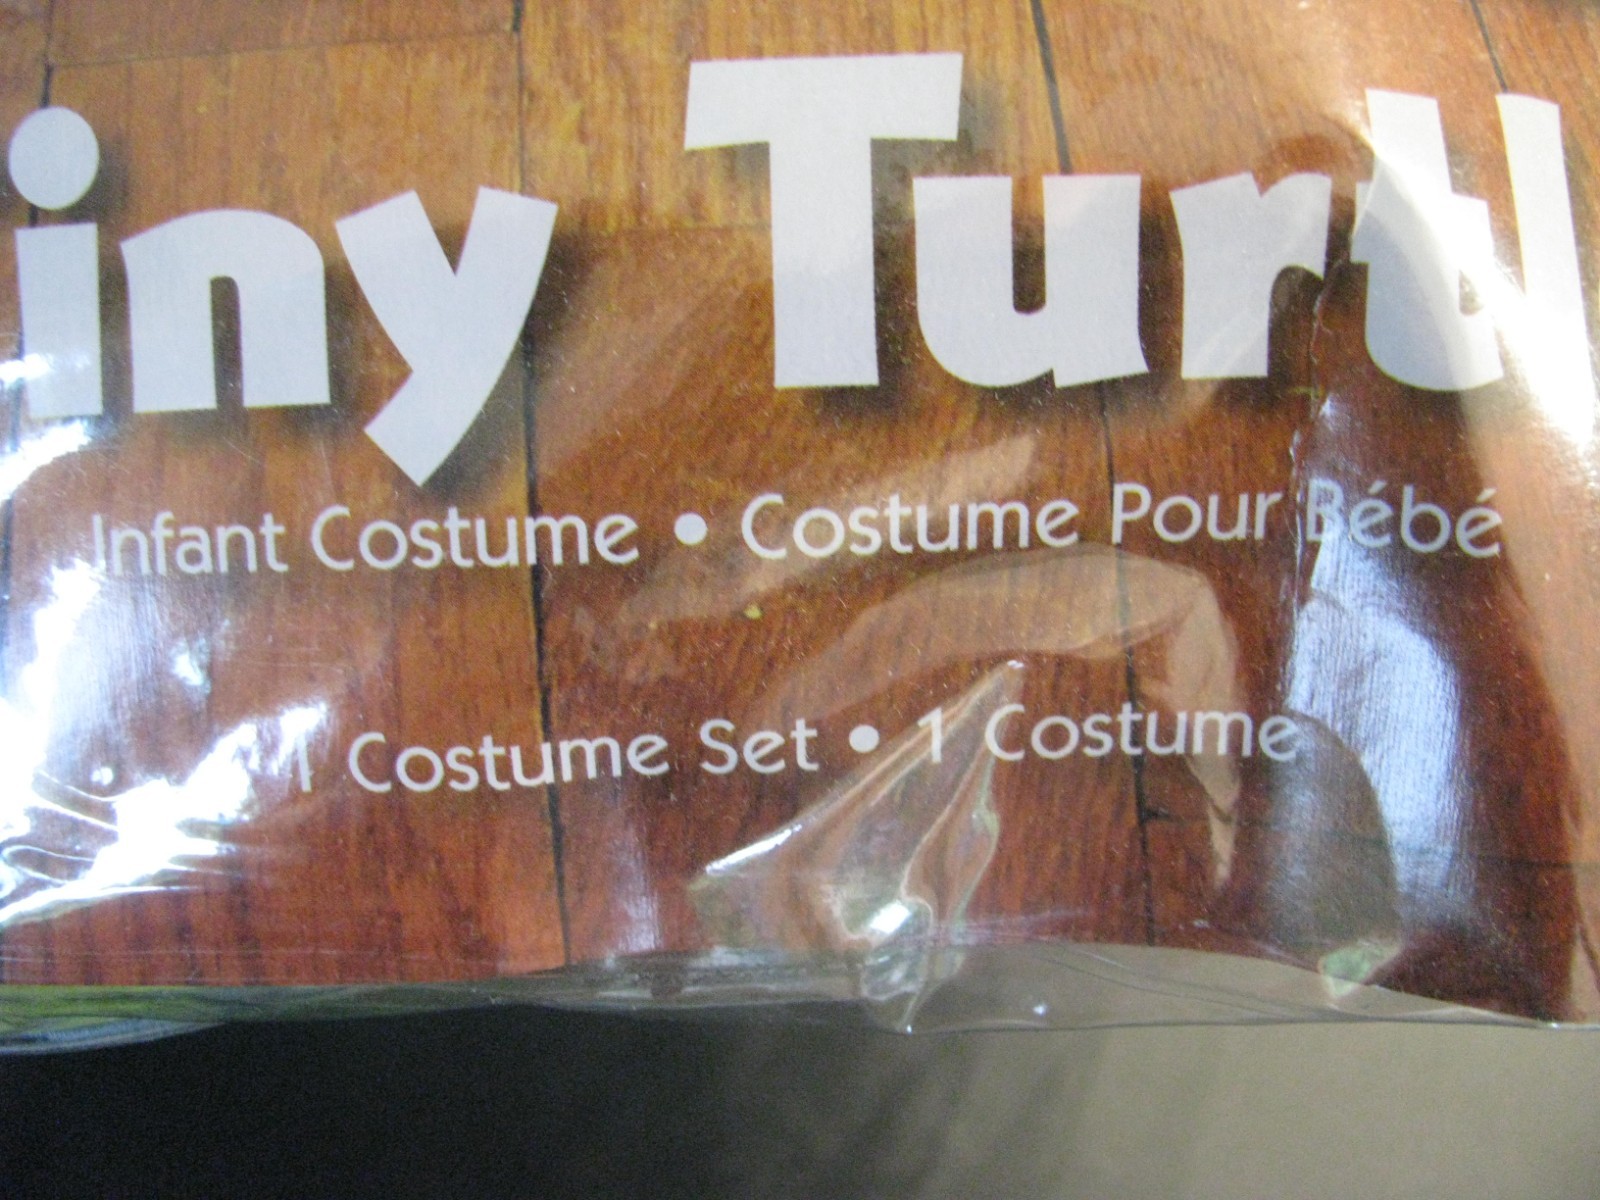 iny Turtl
Infant Costume • Costume Pour Bébé
1 Costume Set • 1 Costume